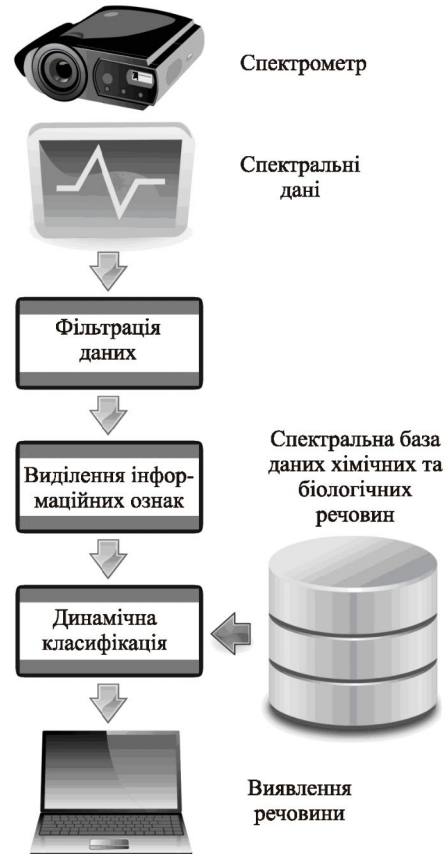 Спектрометр
Спектральні
дані
Фільтрація
даних
Виділення інфор-
маційних ознак
Спектральна база
даних хімічних та
біологічних
речовин
Динамічна
класифікація
Виявлення
речовини